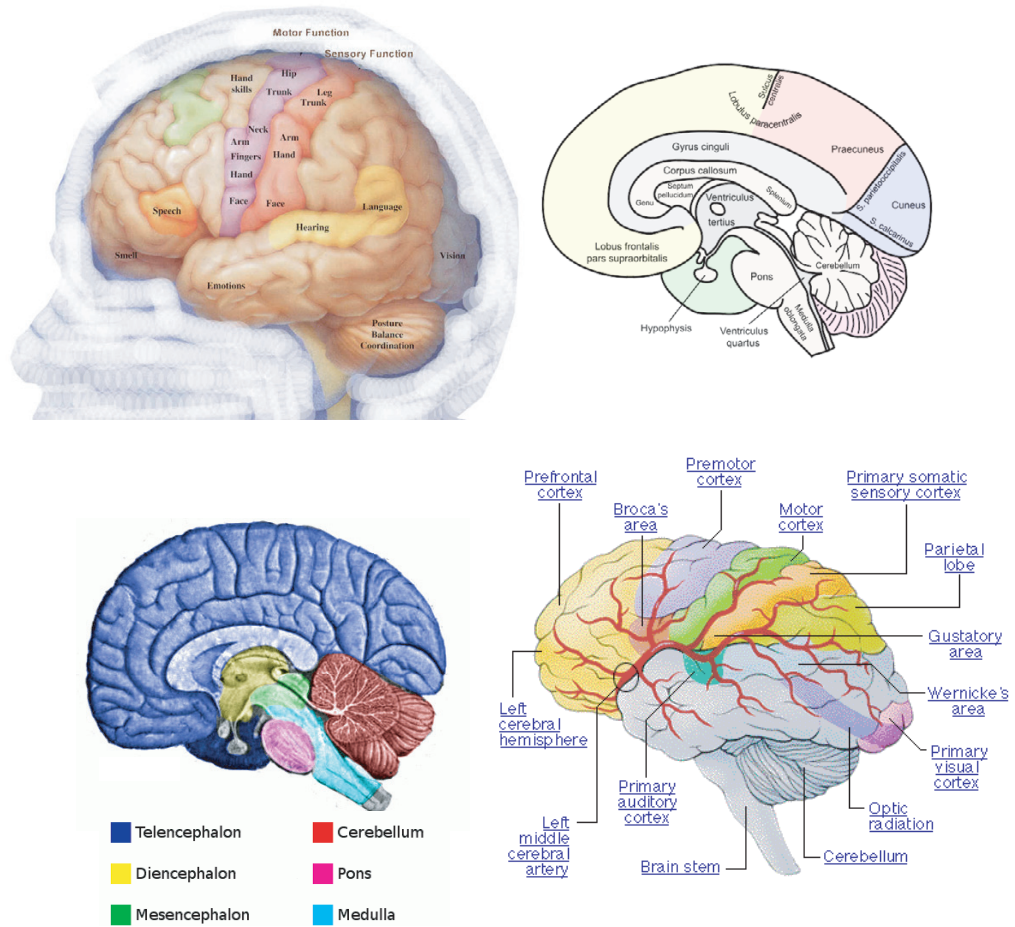 Motor Function
Sensory Function
Hip
Hand
skills
Trunk
Leg
Trunk
Neck
Arm
Arm
Fingers
Hand
Hand
Face
Face
Speech
Language
Hearing
Smell
Vision
Emotions
Posture
Balance
Coordination
Sulcus
centralis
Lobulus paracentralis
Gyrus cinguli
Praecuneus
Corpus callosum
Septum
pellucidum
Genu
Ventriculus
tertius
Splenium
S. parietooccipitalis
Cuneus
S. calcarinus
Lobus frontalis
pars supraorbitalis
Pons
Cerebellum
Hypophysis
Medulla
oblongata
Ventriculus
quartus
Telencephalon
Cerebellum
Diencephalon
Pons
Mesencephalon
Medulla
Prefrontal
cortex
Premotor
cortex
Primary somatic
sensory cortex
Broca's
area
Motor
cortex
Parietal
lobe
Gustatory
area
Wernicke's
area
Left
cerebral
hemisphere
Primary
visual
cortex
Primary
auditory
cortex
Optic
radiation
Left
middle
cerebral
artery
Brain stem
Cerebellum